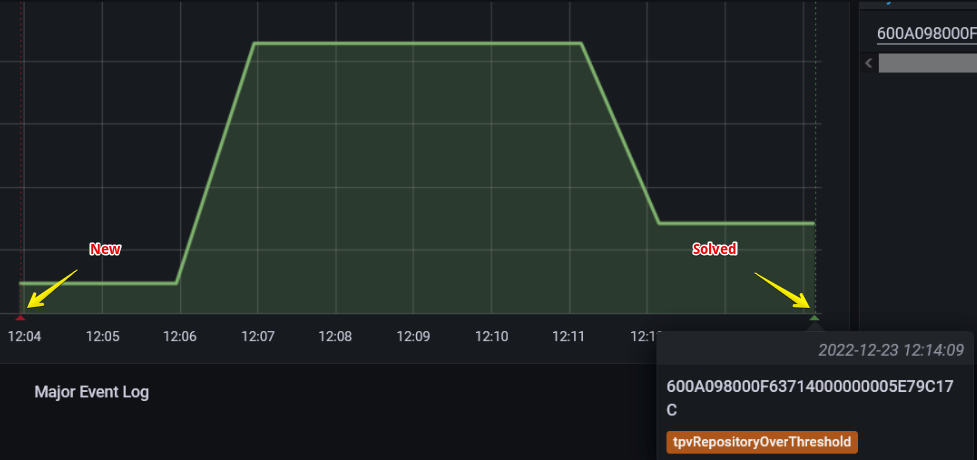 600A098000F
<
New
Solved
12:04 12:05 12:06 12:07 12:08 12:09 12:10 12:11
2022-12-23 12:14:09
Major Event Log
600A098000F63714000000005E79C17
C
tpvRepositoryOverThreshold